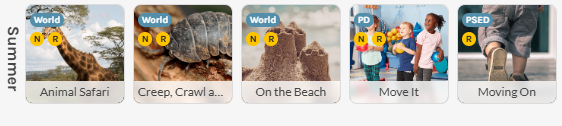 Summer
World
N R
Animal Safari
World
N R
Creep, Crawl a...
World
N R
On the Beach
PD
N R
Move It
PSED
R
Moving On